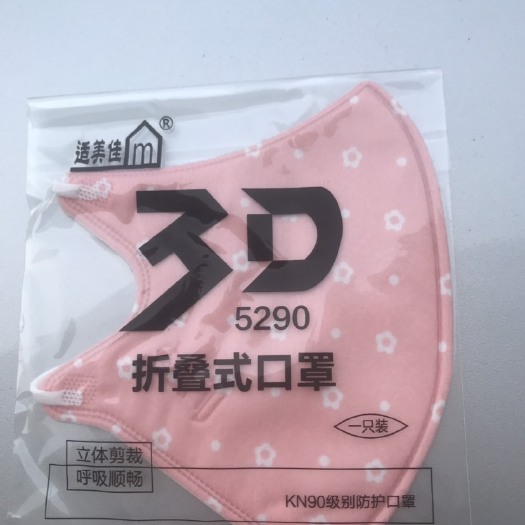 适美佳 m®
3D
5290
折叠式口罩
一只装
立体剪裁
呼吸顺畅
KN90级别防护口罩